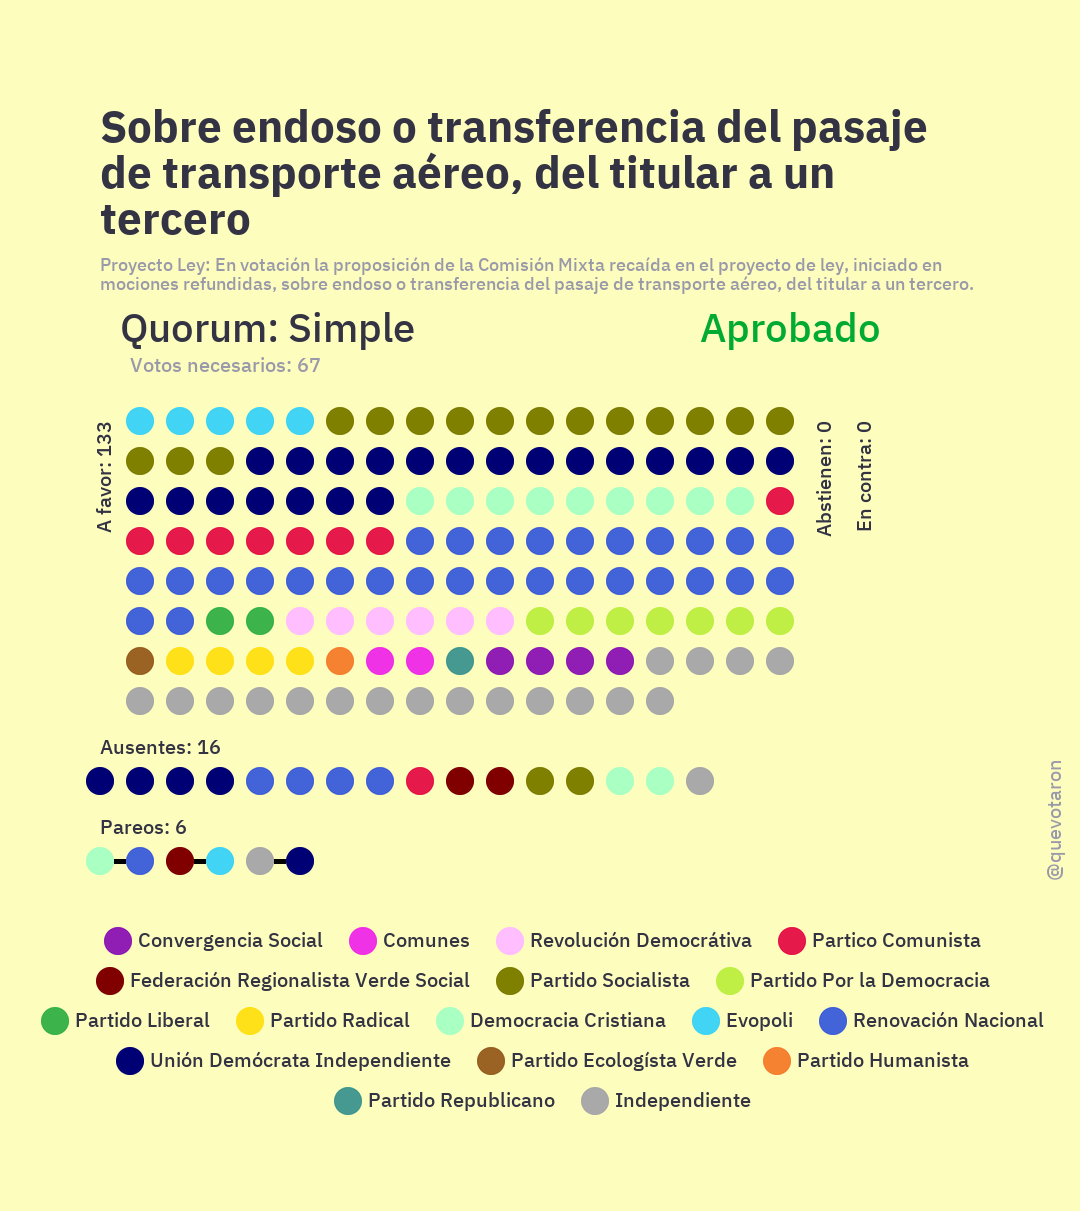 Sobre endoso o transferencia del pasaje
de transporte aéreo, del titular a un
tercero
Proyecto Ley: En votación la proposición de la Comisión Mixta recaída en el proyecto de ley, iniciado en
mociones refundidas, sobre endoso o transferencia del pasaje de transporte aéreo, del titular a un tercero.
Quorum: Simple
Aprobado
Votos necesarios: 67
A favor: 133
Abstienen: 0
En contra: 0
Ausentes: 16
Pareos: 6
@quevotaron
Convergencia Social
Comunes
Revolución Democrátiva
Partico Comunista
Federación Regionalista Verde Social
Partido Socialista
Partido Por la Democracia
Partido Liberal
Partido Radical
Democracia Cristiana
Evopoli
Renovación Nacional
Unión Demócrata Independiente
Partido Ecologísta Verde
Partido Humanista
Partido Republicano
Independiente